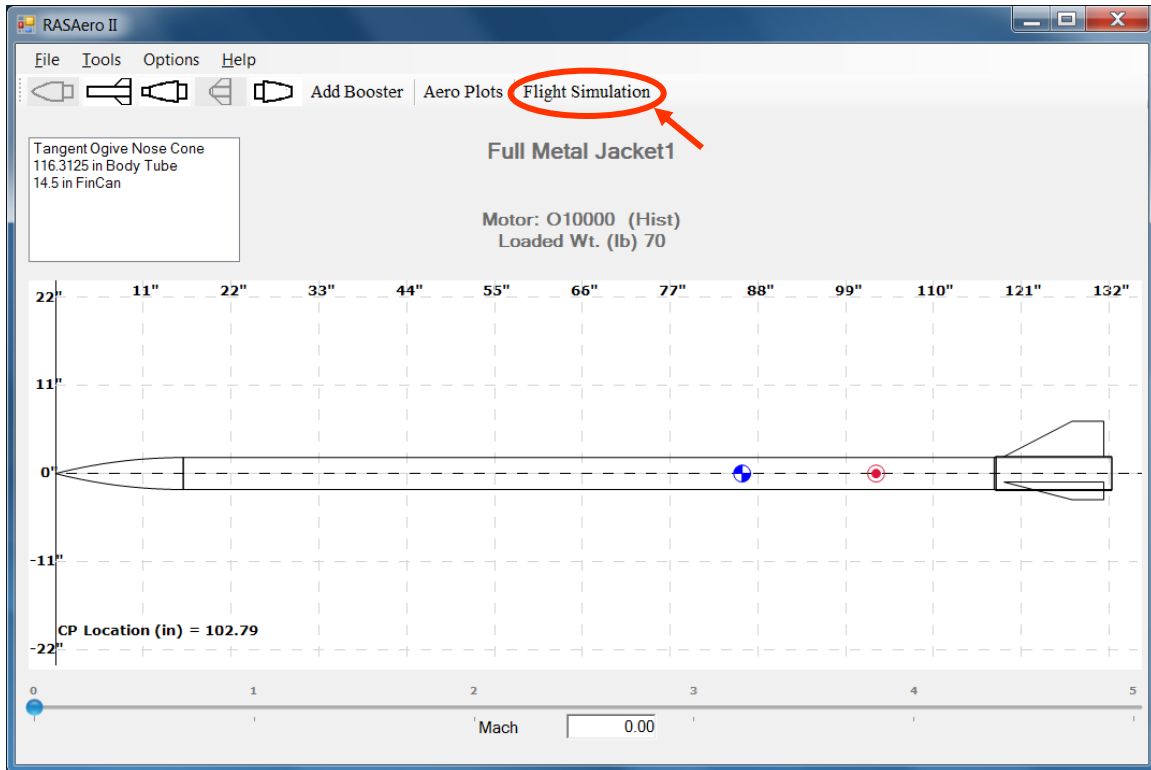 RASAero II
File Tools Options Help
Add Booster Aero Plots Flight Simulation
Tangent Ogive Nose Cone
116.3125 in Body Tube
14.5 in FinCan
Full Metal Jacket1
Motor: O10000 (Hist)
Loaded Wt. (lb) 70
22" 11" 22" 33" 44" 55" 66" 77" 88" 99" 110" 121" 132"
11"
0"
-11"
CP Location (in) = 102.79
-22"
0 1 2 3 4 5
Mach 0.00